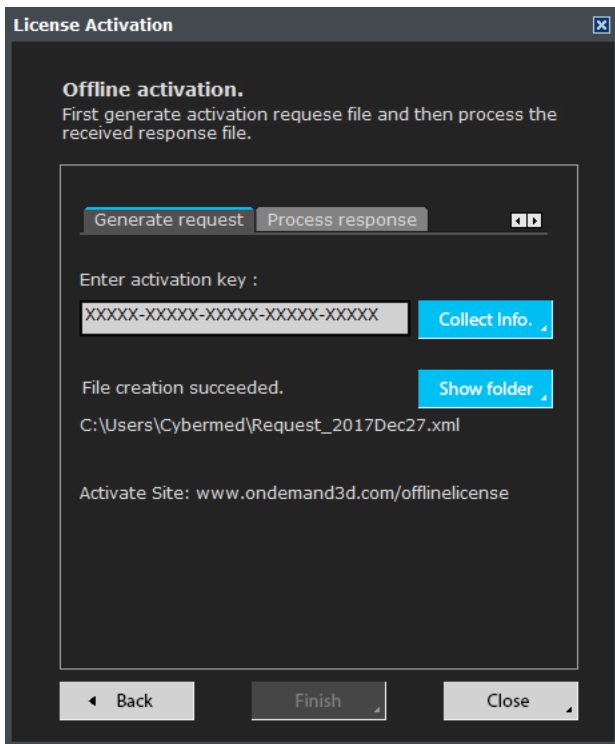 License Activation
Offline activation.
First generate activation requese file and then process the
received response file.
Generate request Process response
Enter activation key :
XXXXX-XXXXX-XXXXX-XXXXX-XXXXX Collect Info.
File creation succeeded. Show folder
C:\Users\Cybermed\Request_2017Dec27.xml
Activate Site: www.ondemand3d.com/offlinelicense
Back Finish Close